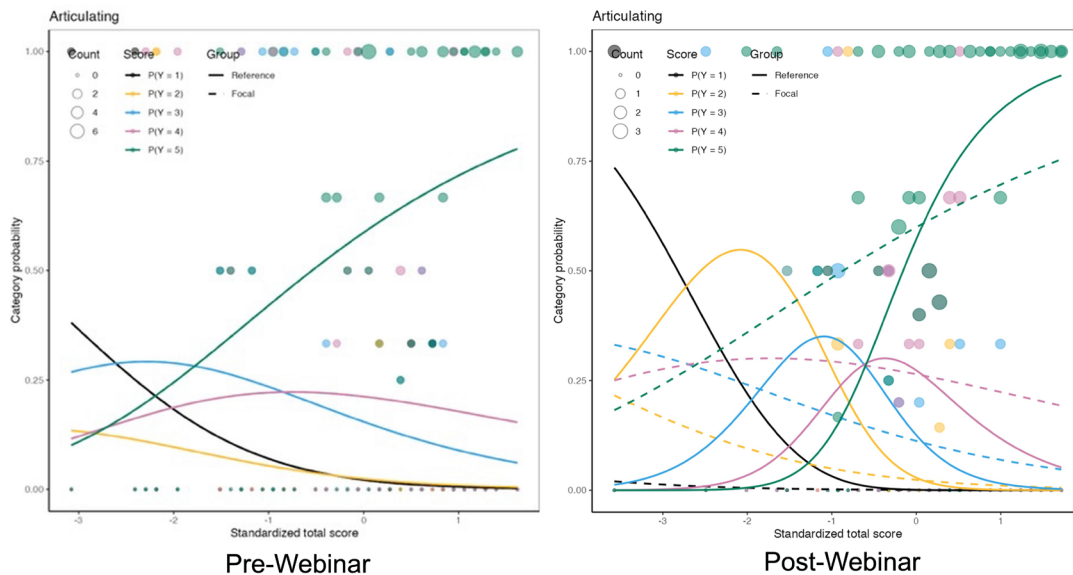 Articulating
Count
0
2
4
6
Score
P(Y = 1)
P(Y = 2)
P(Y = 3)
P(Y = 4)
P(Y = 5)
Group
Reference
Focal
Category probability
1.00
0.75
0.50
0.25
0.00
-3
-2
-1
0
1
Standardized total score
Pre-Webinar
Articulating
Count
0
1
2
3
Score
P(Y = 1)
P(Y = 2)
P(Y = 3)
P(Y = 4)
P(Y = 5)
Group
Reference
Focal
Category probability
1.00
0.75
0.50
0.25
0.00
-3
-2
-1
0
1
Standardized total score
Post-Webinar